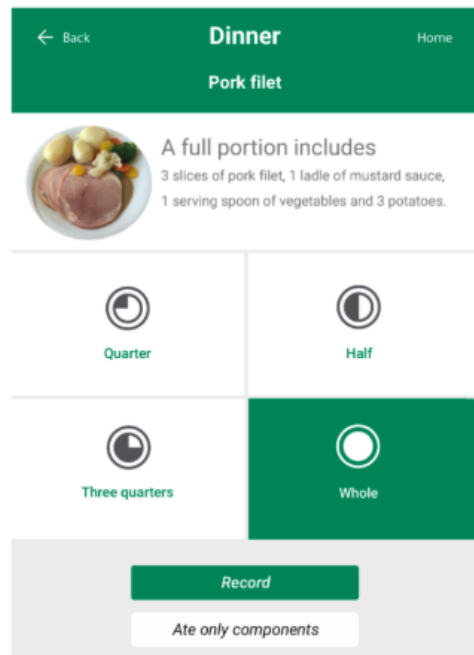 Back
Dinner
Home
Pork filet
A full portion includes
3 slices of pork filet, 1 ladle of mustard sauce,
1 serving spoon of vegetables and 3 potatoes.
Quarter
Half
Three quarters
Whole
Record
Ate only components